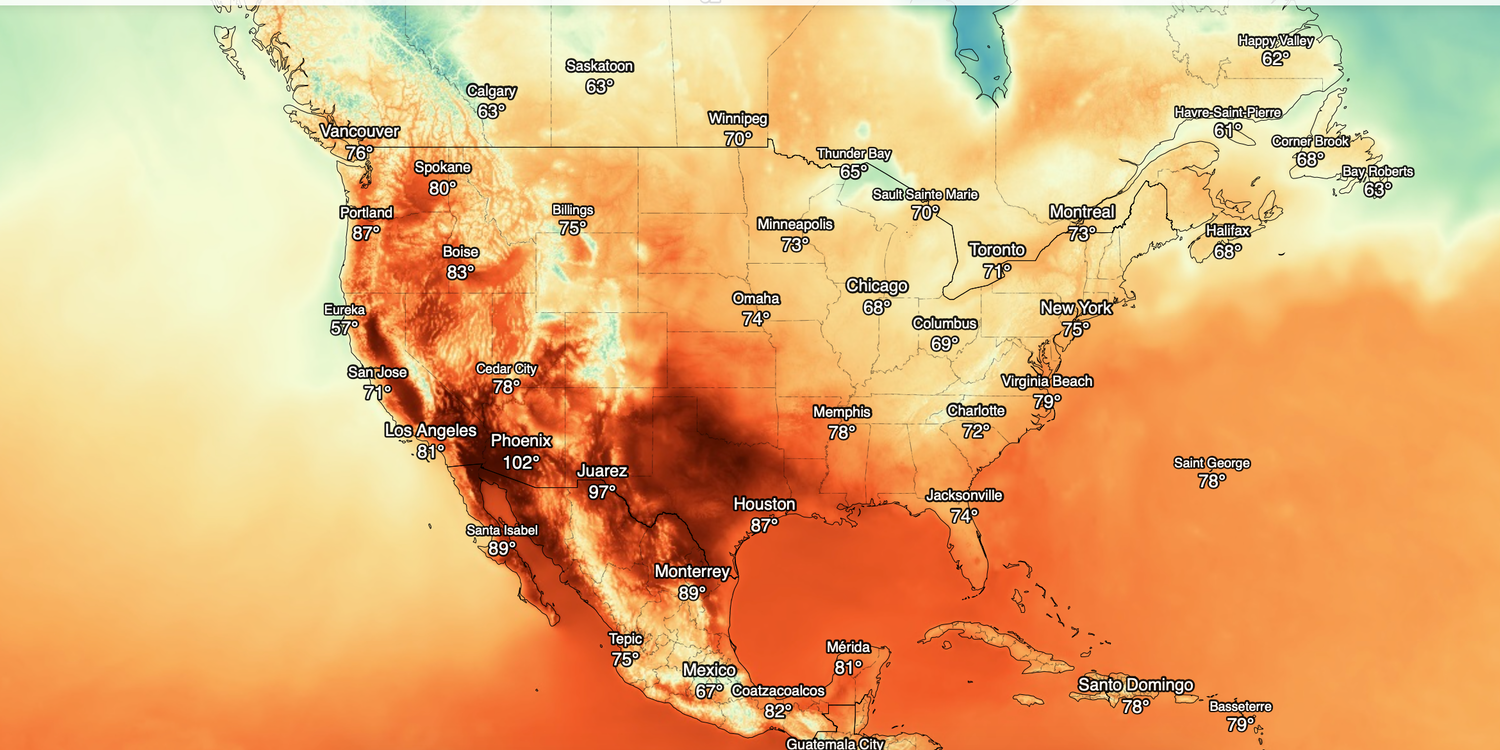 Happy Valley
62°
Saskatoon
63°
Calgary
63°
Havre-Saint-Pierre
61°
Winnipeg
70°
Vancouver
76°
Corner Brook
68°
Thunder Bay
65°
Spokane
80°
Bay Roberts
63°
Sault Sainte Marie
70°
Billings
75°
Portland
87°
Montreal
73°
Minneapolis
73°
Halifax
68°
Boise
83°
Toronto
71°
Chicago
68°
Omaha
74°
Eureka
57°
New York
75°
Columbus
69°
Cedar City
78°
San Jose
71°
Virginia Beach
79°
Memphis
78°
Charlotte
72°
Los Angeles
81°
Phoenix
102°
Saint George
78°
Juarez
97°
Jacksonville
74°
Houston
87°
Santa Isabel
89°
Monterrey
89°
Tepic
75°
Mérida
81°
Mexico
67°
Santo Domingo
78°
Coatzacoalcos
82°
Basseterre
79°
Guatemala City